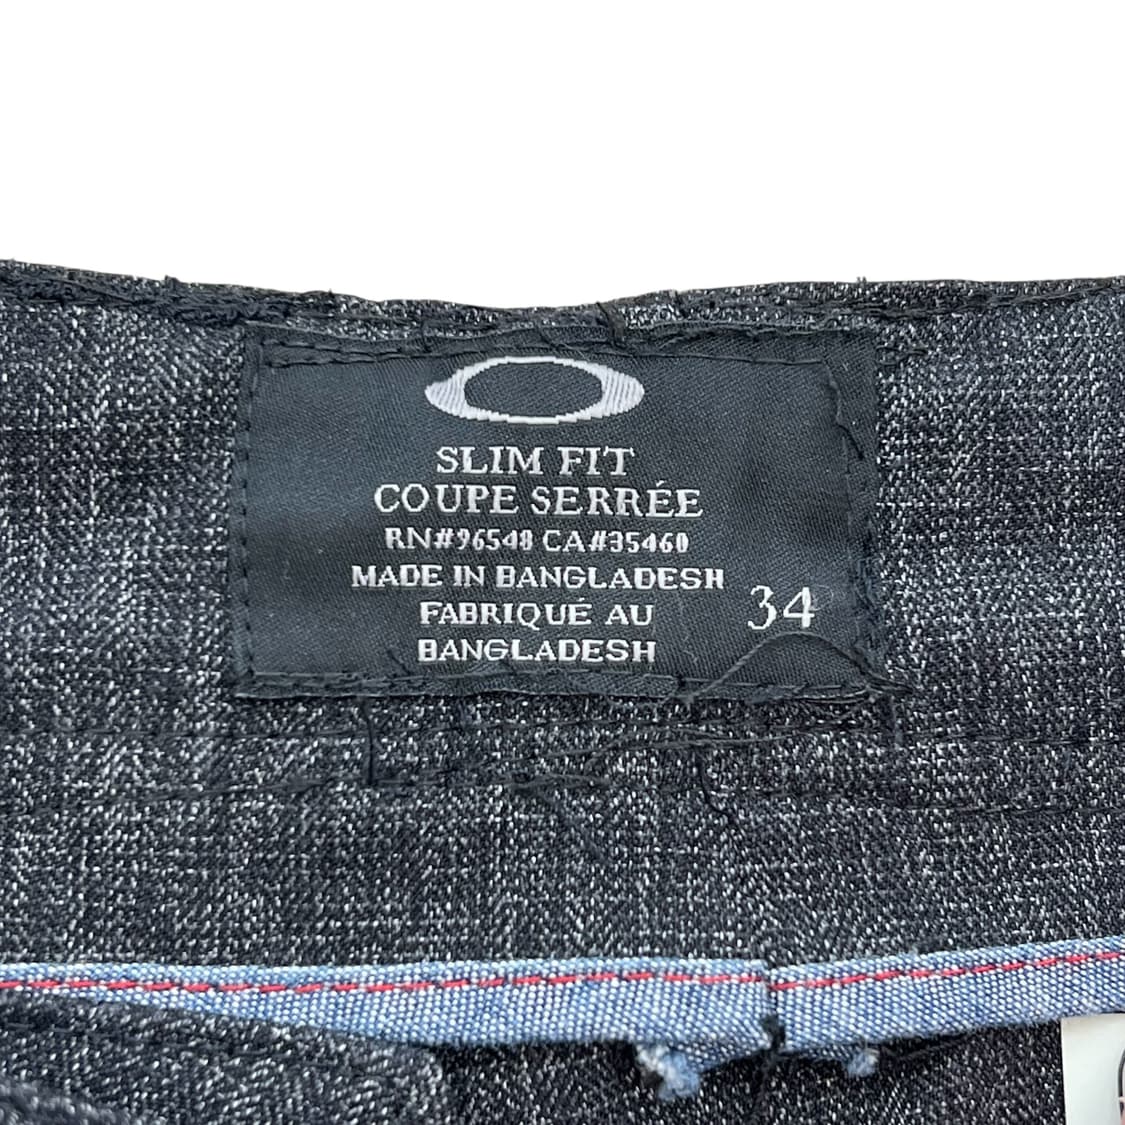 SLIM FIT
COUPE SERRÉE
RN#96548 CA#35460
MADE IN BANGLADESH
FABRIQUÉ AU
BANGLADESH
34